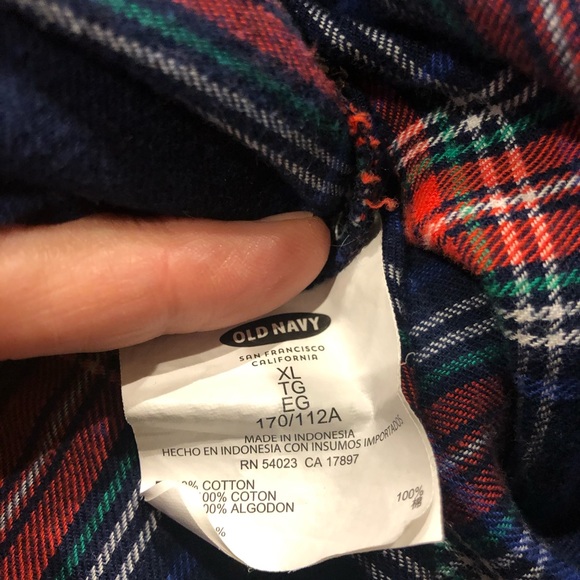 OLD NAVY
SAN FRANCISCO
CALIFORNIA
XL
TG
EG
170/112A
MADE IN INDONESIA
HECHO EN INDONESIA CON INSUMOS IMPORTADOS
RN 54023 CA 17897
0% COTTON
100% COTON
00% ALGODON
100%
%